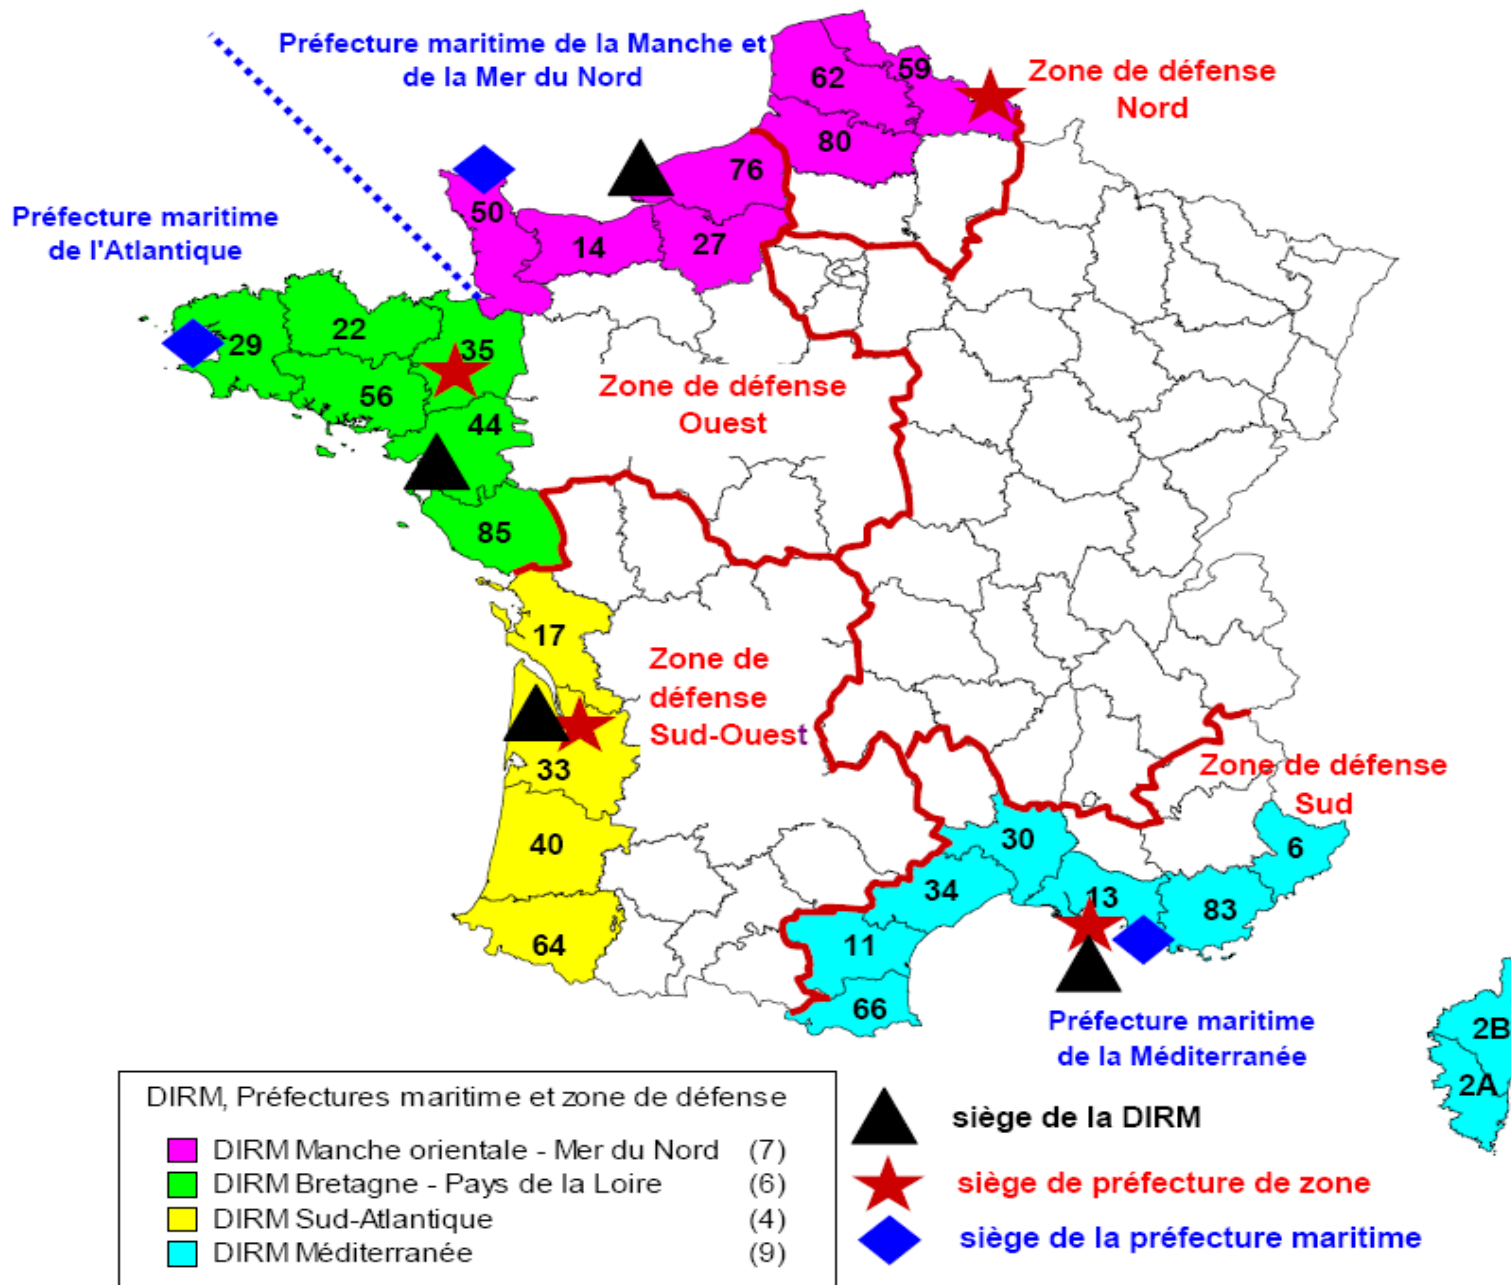 Préfecture maritime de la Manche et
de la Mer du Nord
59
62
Zone de défense
Nord
80
76
50
14
27
Préfecture maritime
de l'Atlantique
29
22
35
56
44
Zone de défense
Ouest
85
17
Zone de
défense
Sud-Ouest
33
Zone de défense
Sud
40
30
6
34
13
83
64
11
66
Préfecture maritime
de la Méditerranée
2B
2A
DIRM, Préfectures maritime et zone de défense
DIRM Manche orientale - Mer du Nord (7)
DIRM Bretagne - Pays de la Loire (6)
DIRM Sud-Atlantique (4)
DIRM Méditerranée (9)
siège de la DIRM
siège de préfecture de zone
siège de la préfecture maritime